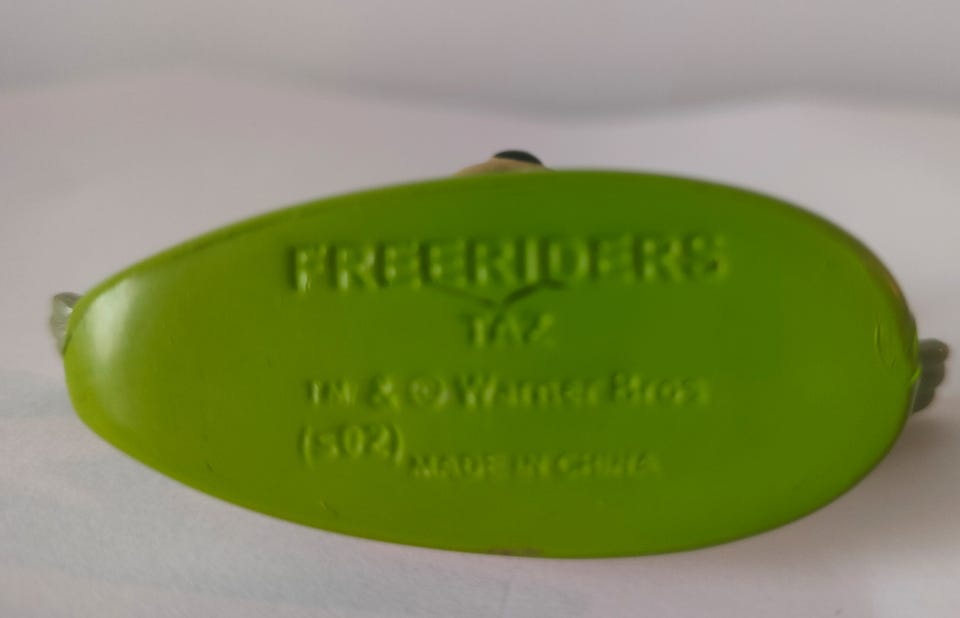 FREERIDERS
TAZ
TM & © Warner Bros
(s02) MADE IN CHINA